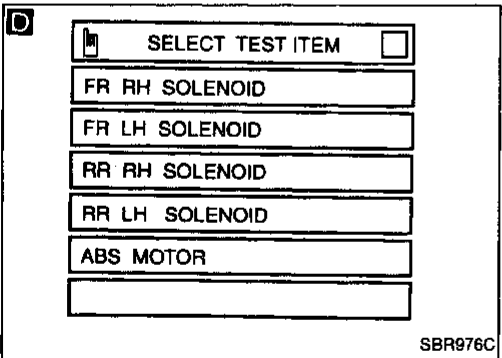 D
SELECT TEST ITEM
FR RH SOLENOID
FR LH SOLENOID
RR RH SOLENOID
RR LH SOLENOID
ABS MOTOR
SBR976C